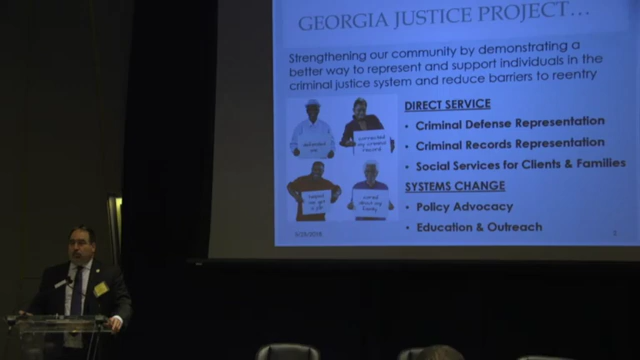 GEORGIA JUSTICE PROJECT...
Strengthening our community by demonstrating a
better way to represent and support individuals in the
criminal justice system and reduce barriers to reentry
DIRECT SERVICE
• Criminal Defense Representation
• Criminal Records Representation
• Social Services for Clients & Families
SYSTEMS CHANGE
• Policy Advocacy
• Education & Outreach